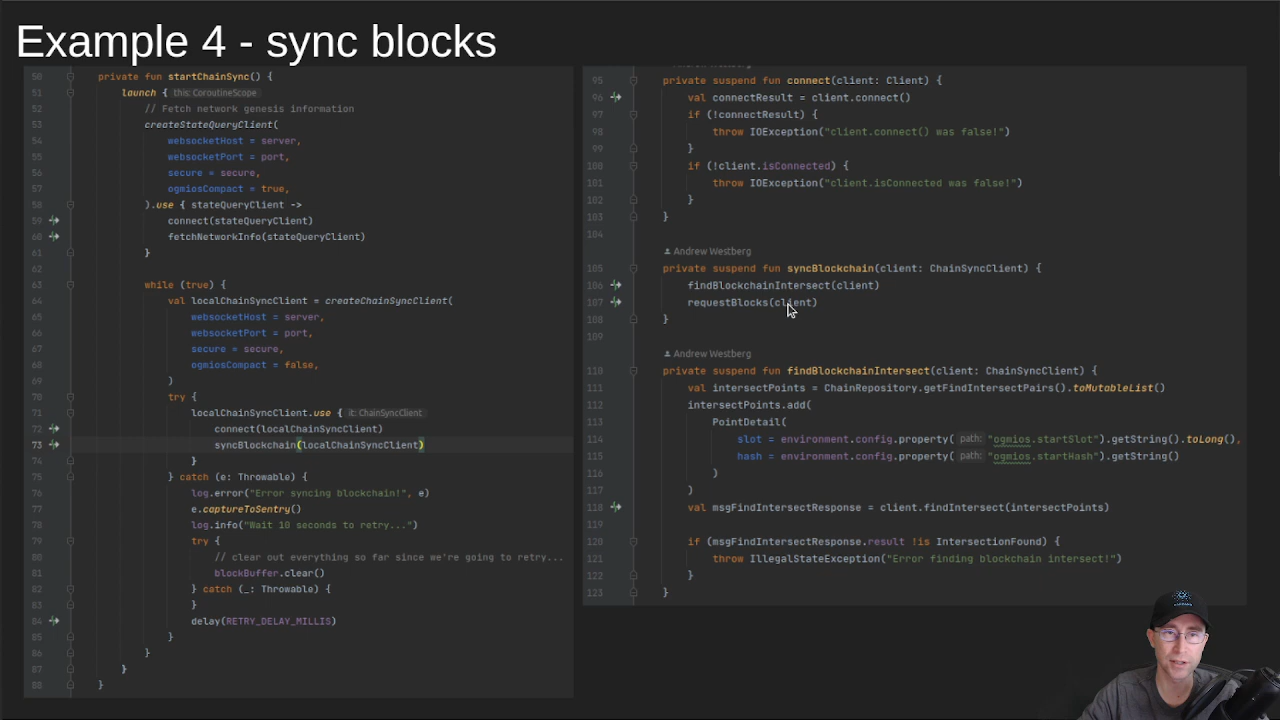 Example 4 - sync blocks
50 private fun startChainSync() {
51 launch { this: CoroutineScope
52 // Fetch network genesis information
53 createStateQueryClient(
54 websocketHost = server,
55 websocketPort = port,
56 secure = secure,
57 ogmiosCompact = true,
58 ).use { stateQueryClient ->
59 connect(stateQueryClient)
60 fetchNetworkInfo(stateQueryClient)
61 }
62
63 while (true) {
64 val localChainSyncClient = createChainSyncClient(
65 websocketHost = server,
66 websocketPort = port,
67 secure = secure,
68 ogmiosCompact = false,
69 )
70 try {
71 localChainSyncClient.use { it: ChainSyncClient
72 connect(localChainSyncClient)
73 syncBlockchain(localChainSyncClient)
74 }
75 } catch (e: Throwable) {
76 log.error("Error syncing blockchain!", e)
77 e.captureToSentry()
78 log.info("Wait 10 seconds to retry...")
79 try {
80 // clear out everything so far since we're going to retry...
81 blockBuffer.clear()
82 } catch (_: Throwable) {
83 }
84 delay(RETRY_DELAY_MILLIS)
85 }
86 }
87 }
88 }
95 private suspend fun connect(client: Client) {
96 val connectResult = client.connect()
97 if (!connectResult) {
98 throw IOException("client.connect() was false!")
99 }
100 if (!client.isConnected) {
101 throw IOException("client.isConnected was false!")
102 }
103 }
104
Andrew Westberg
105 private suspend fun syncBlockchain(client: ChainSyncClient) {
106 findBlockchainIntersect(client)
107 requestBlocks(client)
108 }
109
Andrew Westberg
110 private suspend fun findBlockchainIntersect(client: ChainSyncClient) {
111 val intersectPoints = ChainRepository.getFindIntersectPairs().toMutableList()
112 intersectPoints.add(
113 PointDetail(
114 slot = environment.config.property( path: "ogmios.startSlot").getString().toLong(),
115 hash = environment.config.property( path: "ogmios.startHash").getString()
116 )
117 )
118 val msgFindIntersectResponse = client.findIntersect(intersectPoints)
119
120 if (msgFindIntersectResponse.result !is IntersectionFound) {
121 throw IllegalStateException("Error finding blockchain intersect!")
122 }
123 }